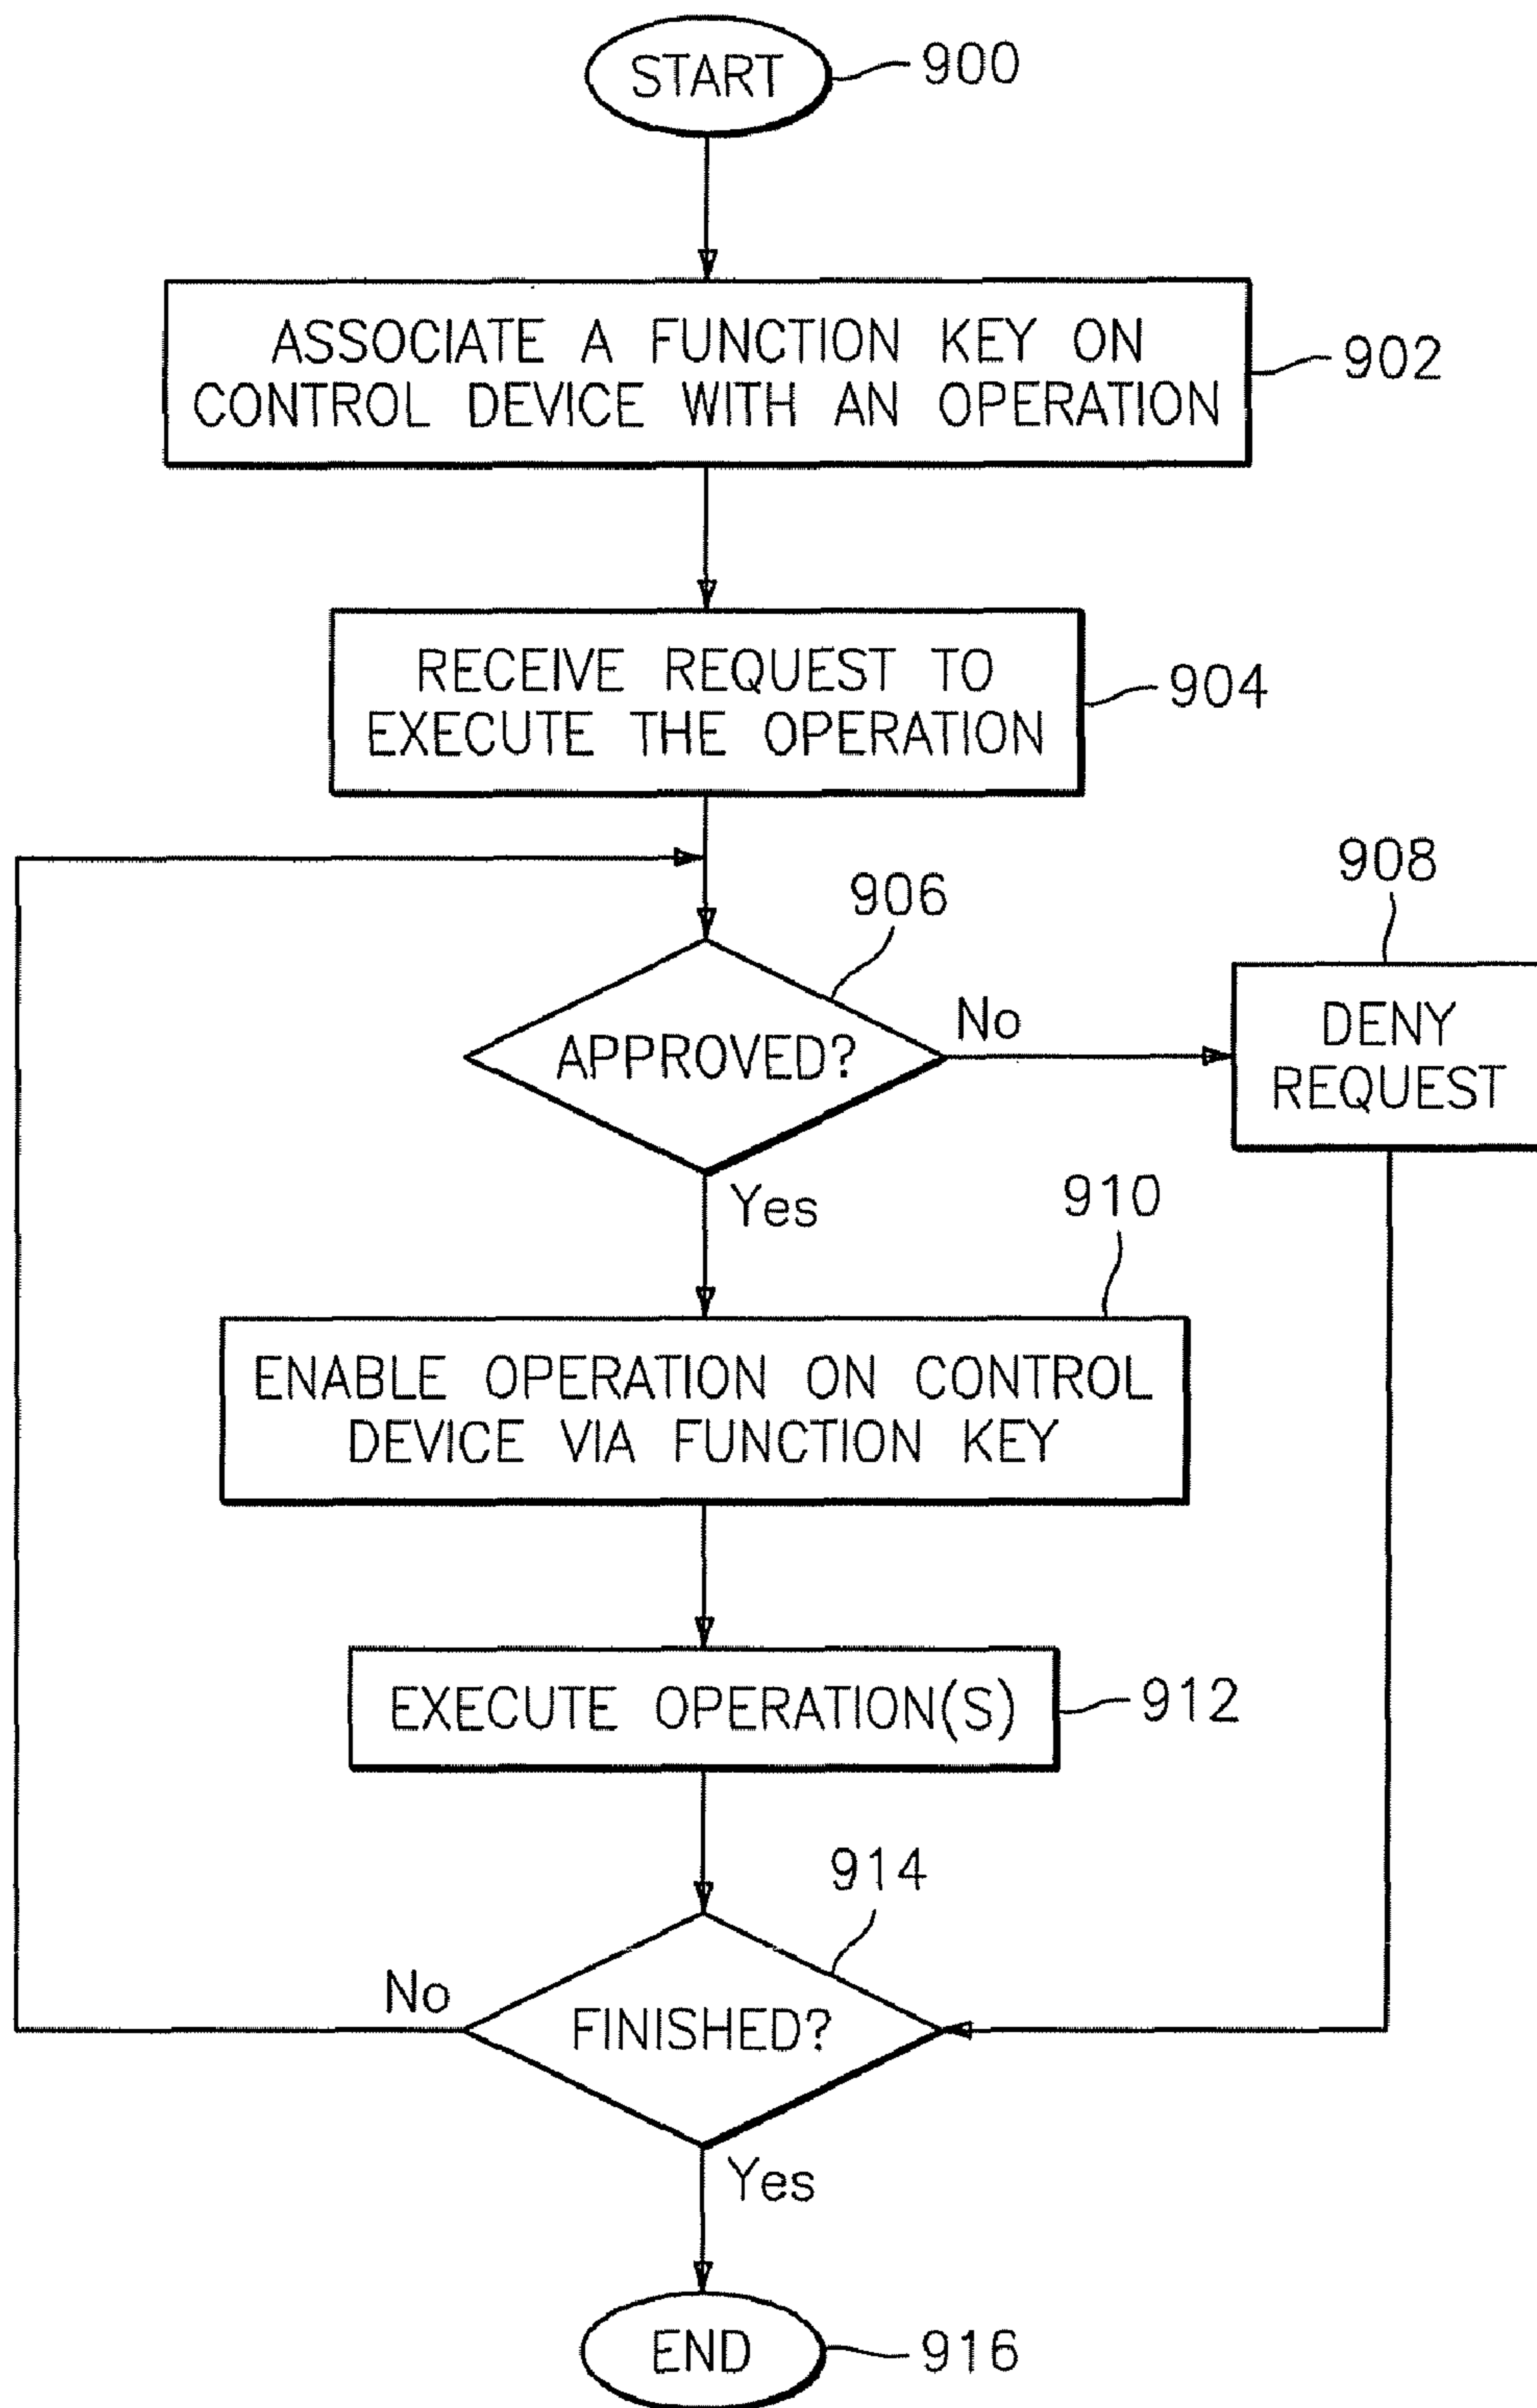 START
900
ASSOCIATE A FUNCTION KEY ON
CONTROL DEVICE WITH AN OPERATION
902
RECEIVE REQUEST TO
EXECUTE THE OPERATION
904
906
908
APPROVED?
No
DENY
REQUEST
Yes
910
ENABLE OPERATION ON CONTROL
DEVICE VIA FUNCTION KEY
EXECUTE OPERATION(S)
912
914
No
FINISHED?
Yes
END
916